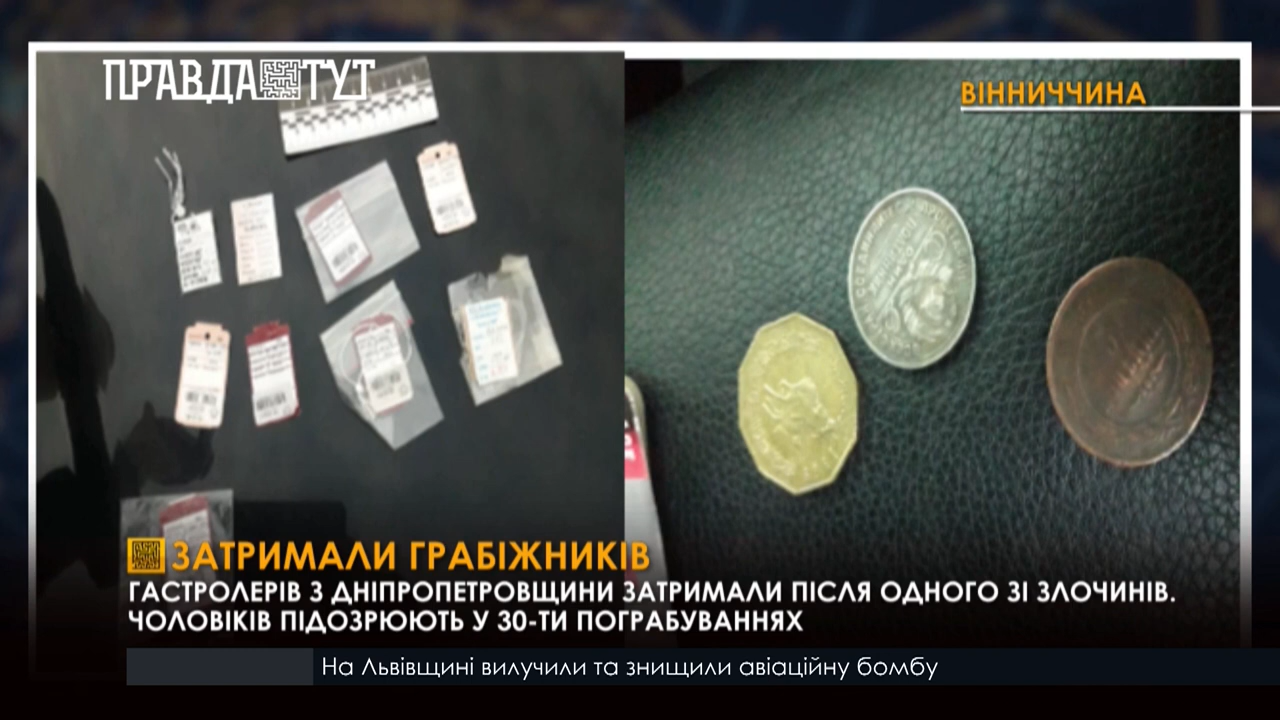 ПРАВДА ТУТ
ВІННИЧЧИНА
ЗАТРИМАЛИ ГРАБІЖНИКІВ
ГАСТРОЛЕРІВ З ДНІПРОПЕТРОВЩИНИ ЗАТРИМАЛИ ПІСЛЯ ОДНОГО ЗІ ЗЛОЧИНІВ.
ЧОЛОВІКІВ ПІДОЗРЮЮТЬ У 30-ТИ ПОГРАБУВАННЯХ
На Львівщині вилучили та знищили авіаційну бомбу